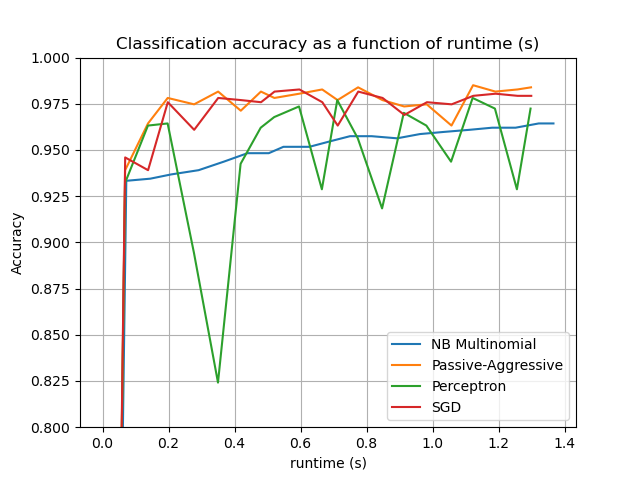 Classification accuracy as a function of runtime (s)
1.000
0.975
0.950
0.925
0.900
0.875
0.850
0.825
0.800
Accuracy
NB Multinomial
Passive-Aggressive
Perceptron
SGD
0.0 0.2 0.4 0.6 0.8 1.0 1.2 1.4
runtime (s)